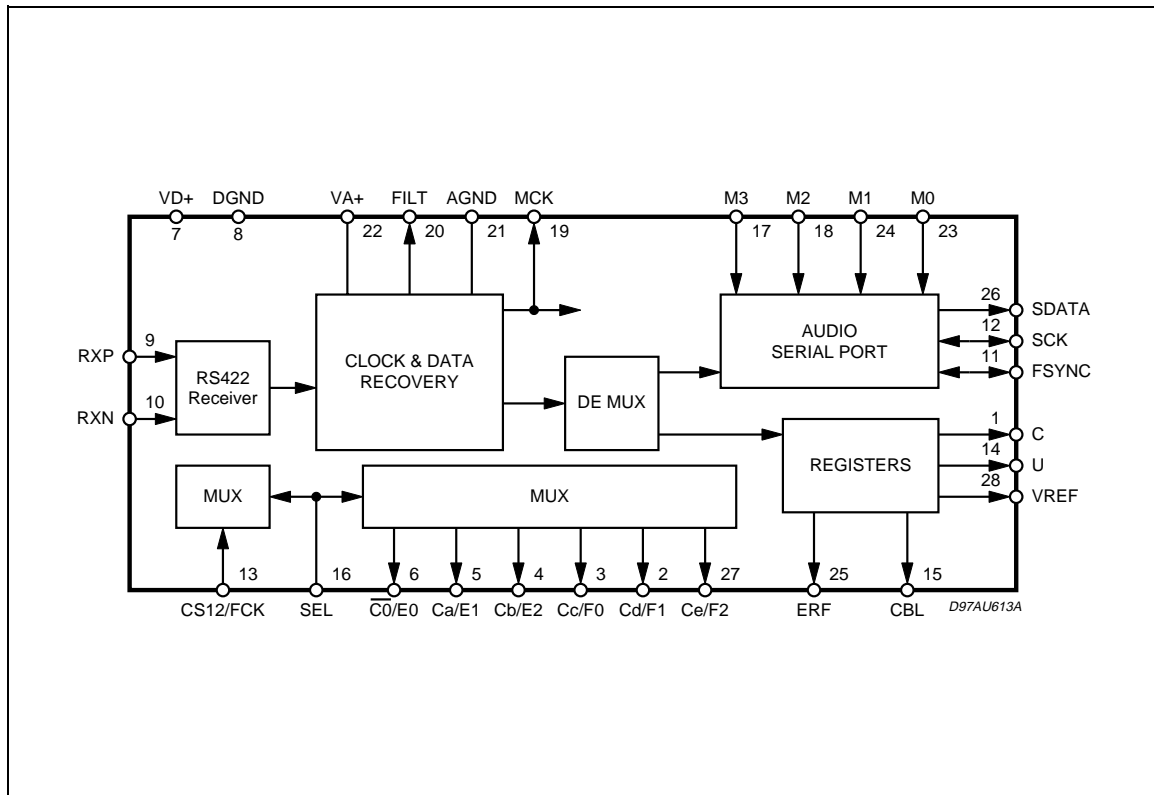 VD+ DGND VA+ FILT AGND MCK M3 M2 M1 M0
7 8 22 20 21 19 17 18 24 23
26 SDATA
12 SCK
11 FSYNC
AUDIO
SERIAL PORT
9
RXP
10
RXN
RS422
Receiver
CLOCK & DATA
RECOVERY
DE MUX
1 C
14 U
28 VREF
REGISTERS
MUX
MUX
13 16 6 5 4 3 2 27 25 15
CS12/FCK SEL C̅0̅/E0 Ca/E1 Cb/E2 Cc/F0 Cd/F1 Ce/F2 ERF CBL
D97AU613A